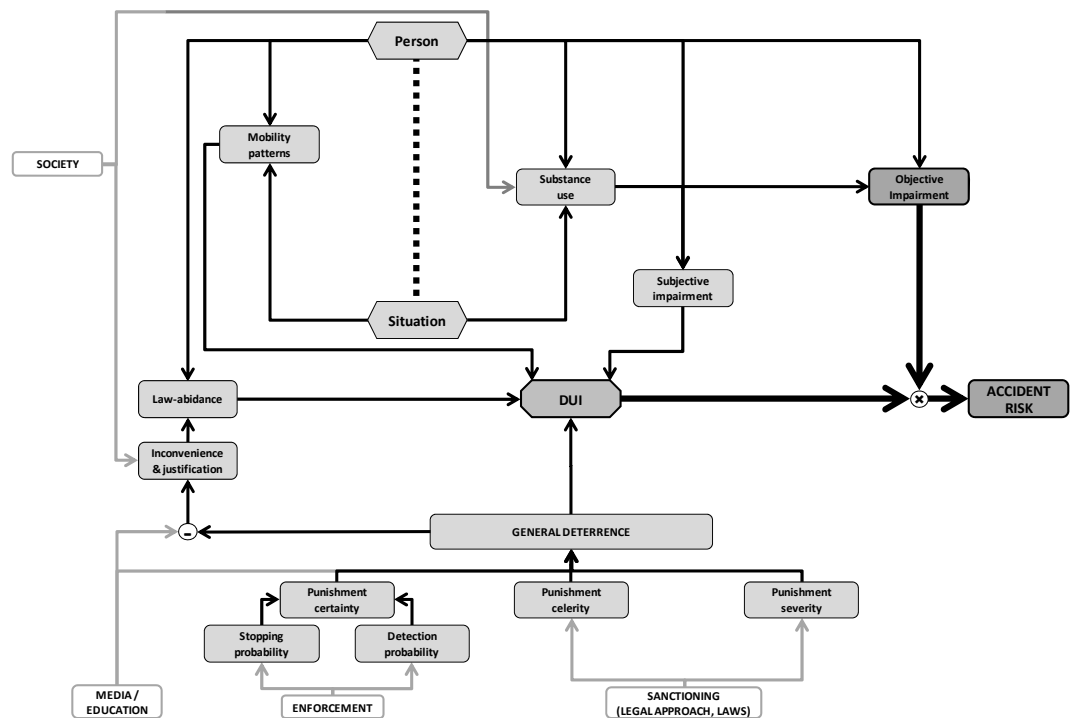 Person
Mobility
patterns
SOCIETY
Substance
use
Objective
Impairment
Subjective
impairment
Situation
Law-abidance
DUI
×
ACCIDENT
RISK
Inconvenience
& justification
-
GENERAL DETERRENCE
Punishment
certainty
Punishment
celerity
Punishment
severity
Stopping
probability
Detection
probability
MEDIA /
EDUCATION
ENFORCEMENT
SANCTIONING
(LEGAL APPROACH, LAWS)